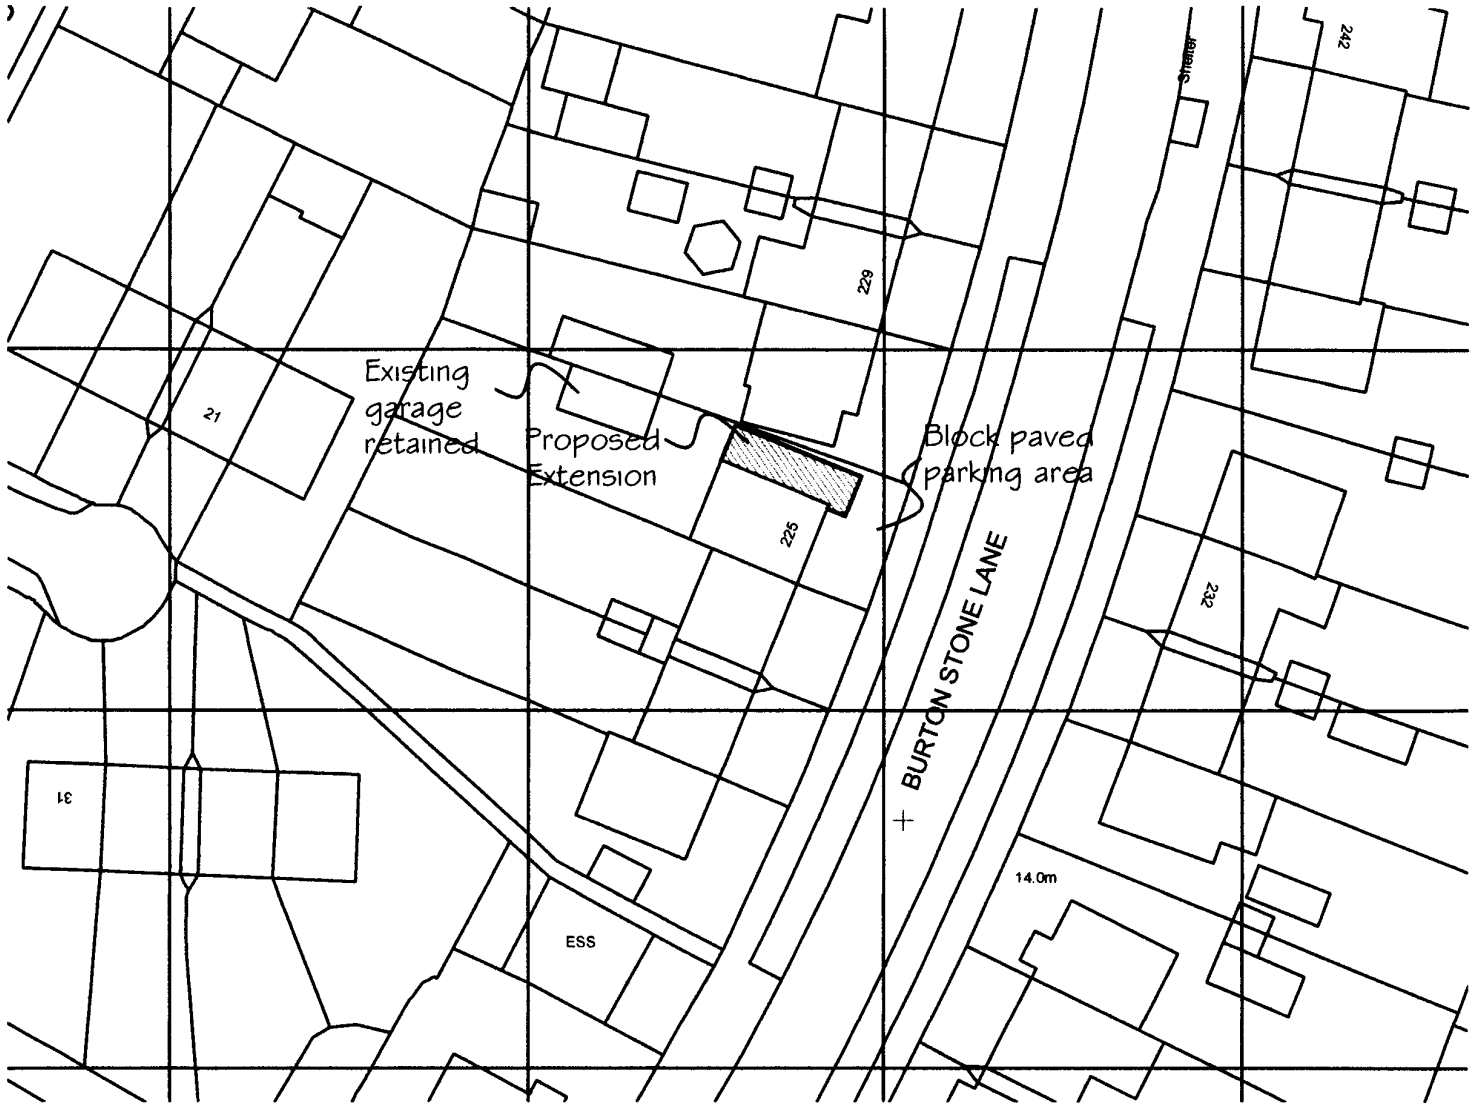 Shelter
242
229
Existing
garage
retained
21
Proposed
Extension
Block paved
parking area
225
BURTON STONE LANE
232
31
14.0m
ESS